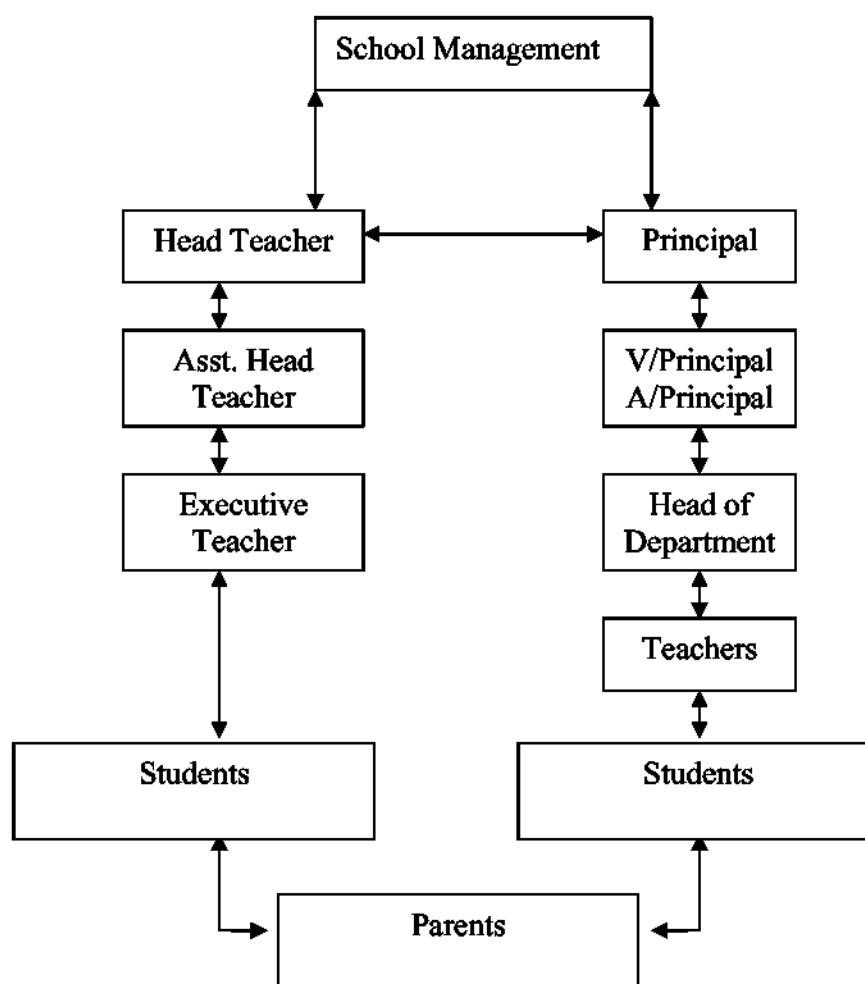 School Management
Head Teacher
Principal
Asst. Head
Teacher
V/Principal
A/Principal
Executive
Teacher
Head of
Department
Teachers
Students
Students
Parents